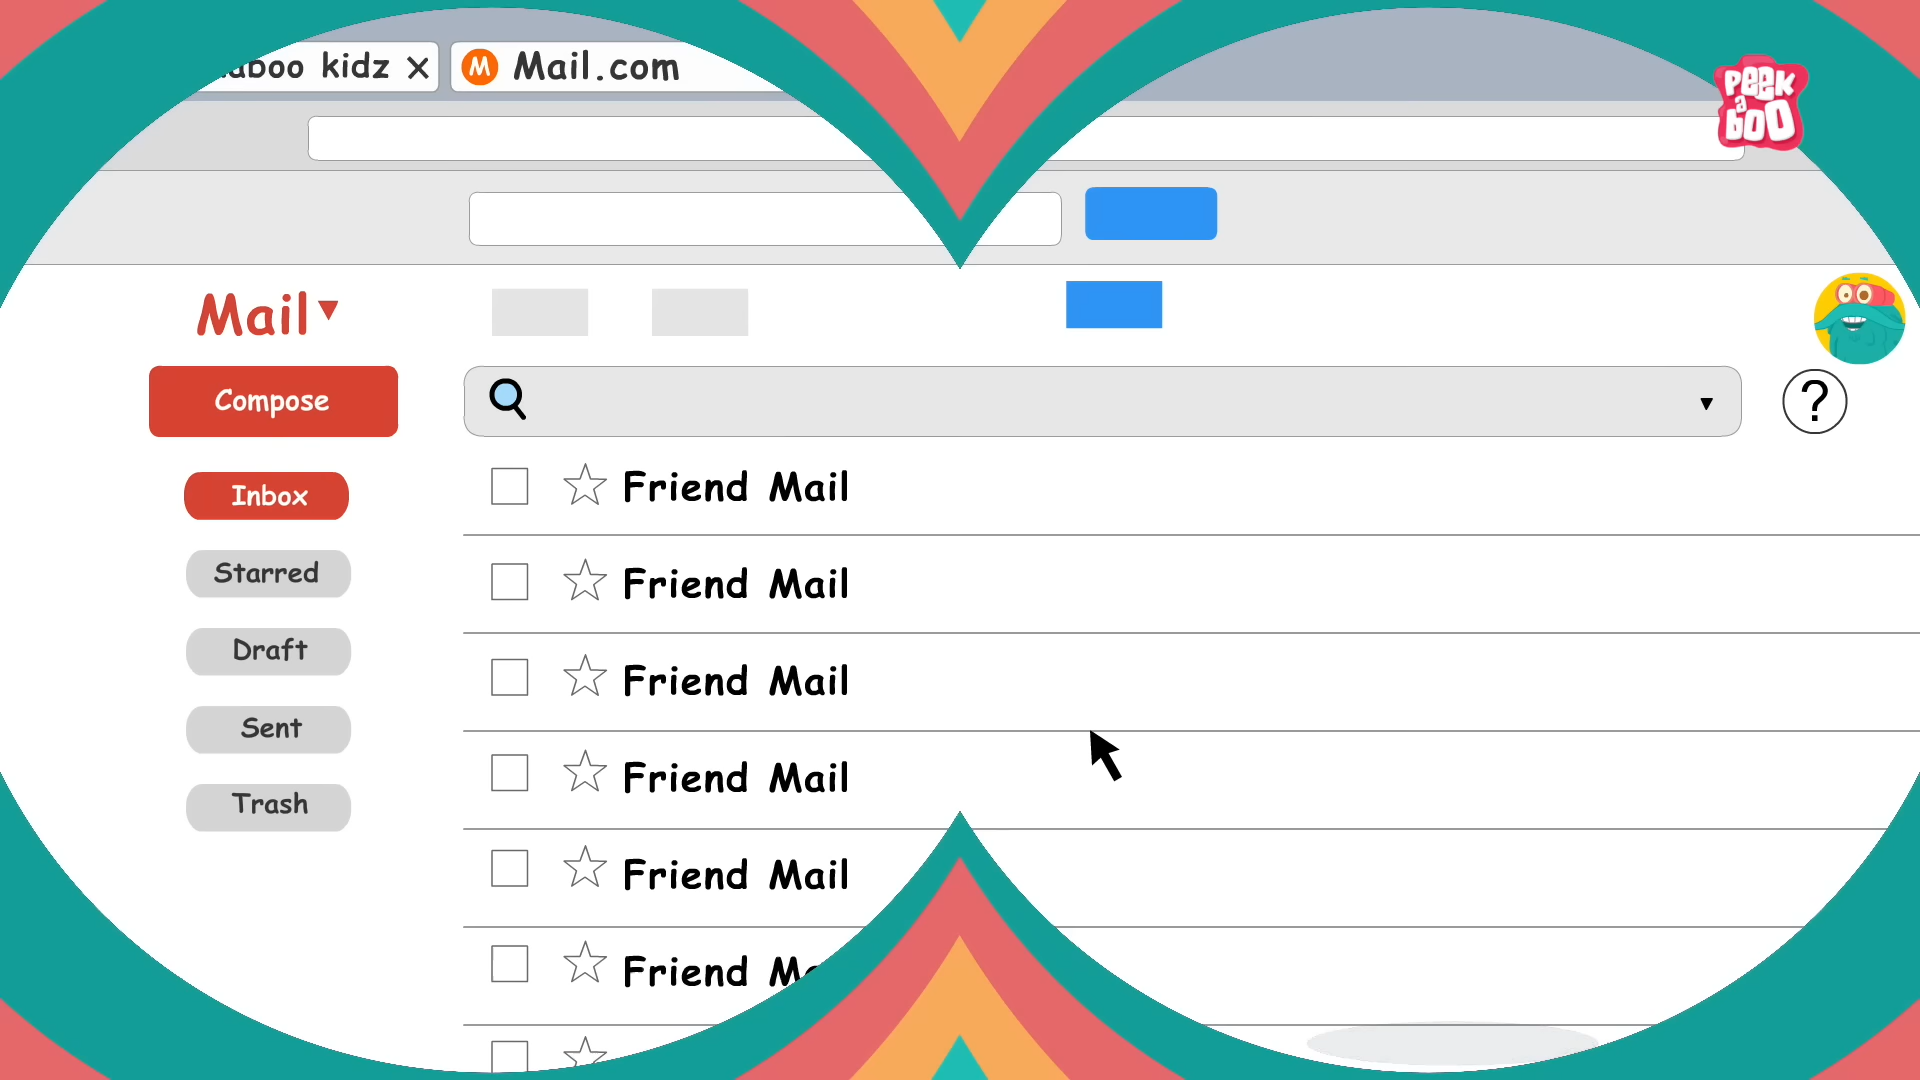 kidz X
M Mail.com
PEEK
a
BOO
Mail
Compose
?
Inbox
Starred
Draft
Sent
Trash
Friend Mail
Friend Mail
Friend Mail
Friend Mail
Friend Mail
Friend